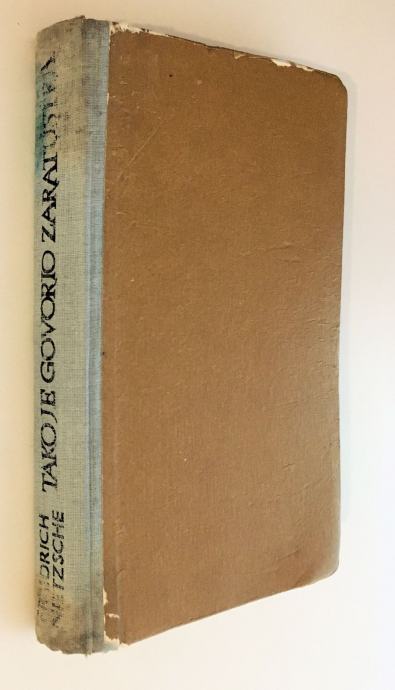 FRIEDRICH
NIETZSCHE
TAKO JE GOVORIO ZARATUSTRA